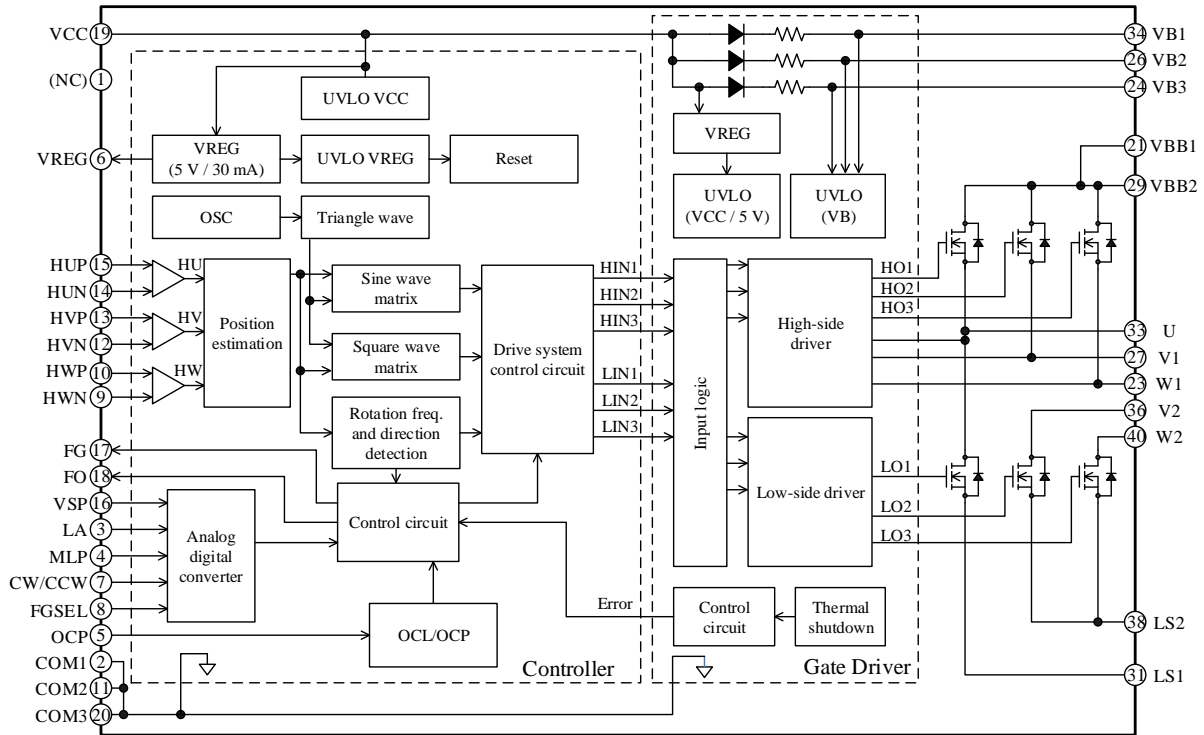 VCC 19
(NC) 1
VREG 6
HUP 15
HUN 14
HVP 13
HVN 12
HWP 10
HWN 9
FG 17
FO 18
VSP 16
LA 3
MLP 4
CW/CCW 7
FGSEL 8
OCP 5
COM1 2
COM2 11
COM3 20
UVLO VCC
VREG
(5 V / 30 mA)
UVLO VREG
Reset
OSC
Triangle wave
HU
HV
HW
Position
estimation
Sine wave
matrix
Square wave
matrix
Rotation freq.
and direction
detection
Drive system
control circuit
Analog
digital
converter
Control circuit
OCL/OCP
Controller
HIN1
HIN2
HIN3
LIN1
LIN2
LIN3
Error
VREG
UVLO
(VCC / 5 V)
UVLO
(VB)
Input logic
High-side
driver
Low-side driver
Control
circuit
Thermal
shutdown
Gate Driver
HO1
HO2
HO3
LO1
LO2
LO3
34 VB1
26 VB2
24 VB3
21 VBB1
29 VBB2
33 U
27 V1
23 W1
36 V2
40 W2
38 LS2
31 LS1